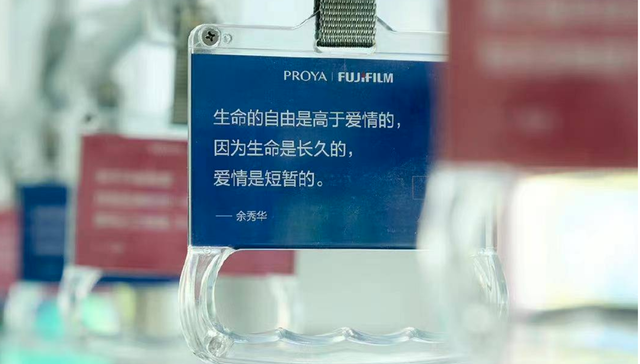 PROYA | FUJIFILM
生命的自由是高于爱情的，
因为生命是长久的，
爱情是短暂的。
—— 余秀华